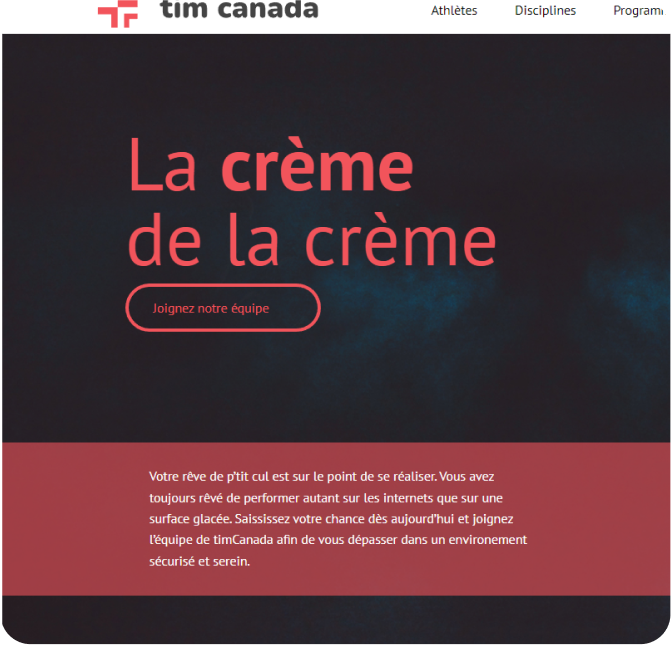 tim canada
Athlètes
Disciplines
La crème
de la crème
Joignez notre équipe
Votre rêve de p'tit cul est sur le point de se réaliser. Vous avez
toujours rêvé de performer autant sur les internets que sur une
surface glacée. Saississez votre chance dès aujourd'hui et joignez
l'équipe de timCanada afin de vous dépasser dans un environement
sécurisé et serein.